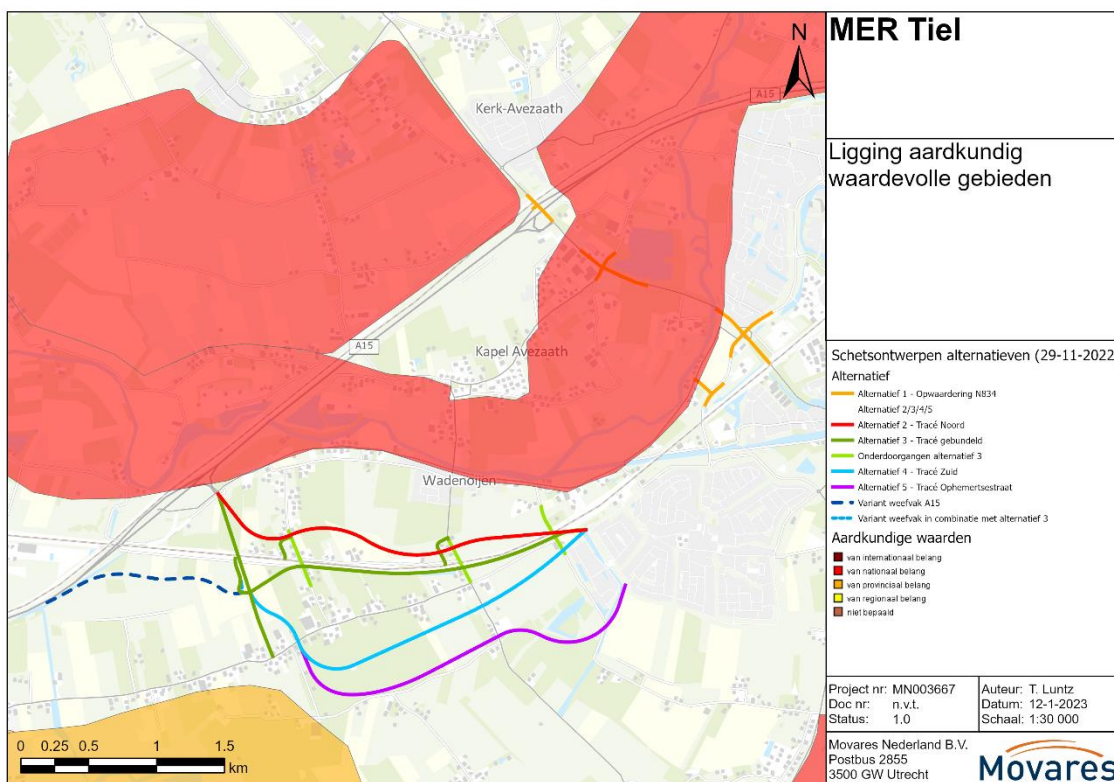 Kerk-Avezaath
A15
A15
Kapel Avezaath
Wadenoijen
0 0.25 0.5 1 1.5
km
N
MER Tiel
Ligging aardkundig
waardevolle gebieden
Schetsontwerpen alternatieven (29-11-2022
Alternatief
Alternatief 1 - Opwaardering N834
Alternatief 2/3/4/5
Alternatief 2 - Tracé Noord
Alternatief 3 - Tracé gebundeld
Onderdoorgangen alternatief 3
Alternatief 4 - Tracé Zuid
Alternatief 5 - Tracé Ophemertsestraat
Variant weefvak A15
Variant weefvak in combinatie met alternatief 3
Aardkundige waarden
van internationaal belang
van nationaal belang
van provinciaal belang
van regionaal belang
niet bepaald
Project nr: MN003667
Doc nr: n.v.t.
Status: 1.0
Auteur: T. Luntz
Datum: 12-1-2023
Schaal: 1:30 000
Movares Nederland B.V.
Postbus 2855
3500 GW Utrecht
Movares